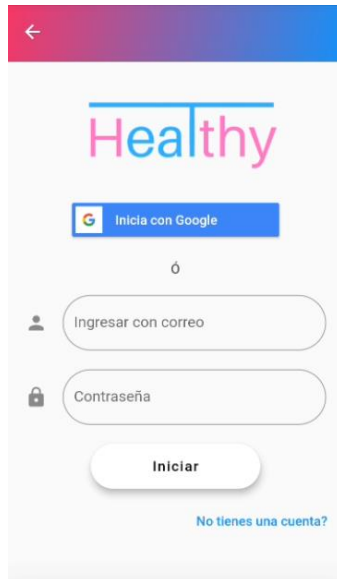 Healthy
Inicia con Google
ó
Ingresar con correo
Contraseña
Iniciar
No tienes una cuenta?